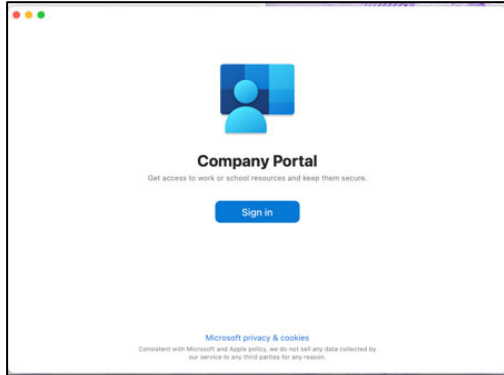 Company Portal
Get access to work or school resources and keep them secure.
Sign in
Microsoft privacy & cookies
Consistent with Microsoft and Apple policy, we do not sell any data collected by
our service to any third parties for any reason.